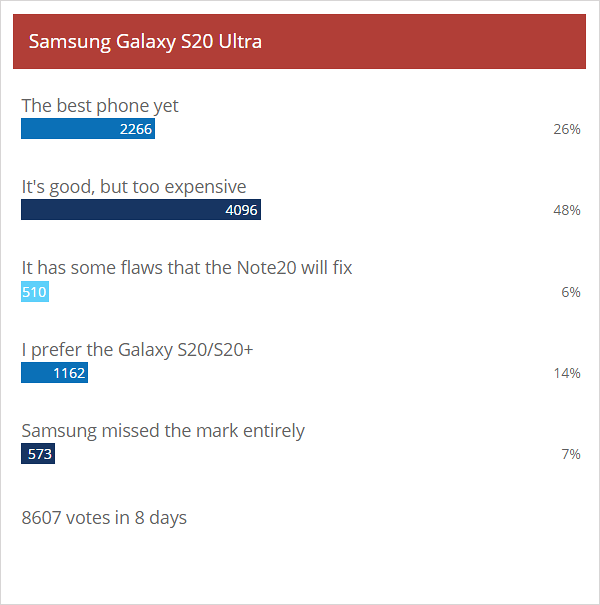 Samsung Galaxy S20 Ultra
The best phone yet
2266 26%
It's good, but too expensive
4096 48%
It has some flaws that the Note20 will fix
510 6%
I prefer the Galaxy S20/S20+
1162 14%
Samsung missed the mark entirely
573 7%
8607 votes in 8 days